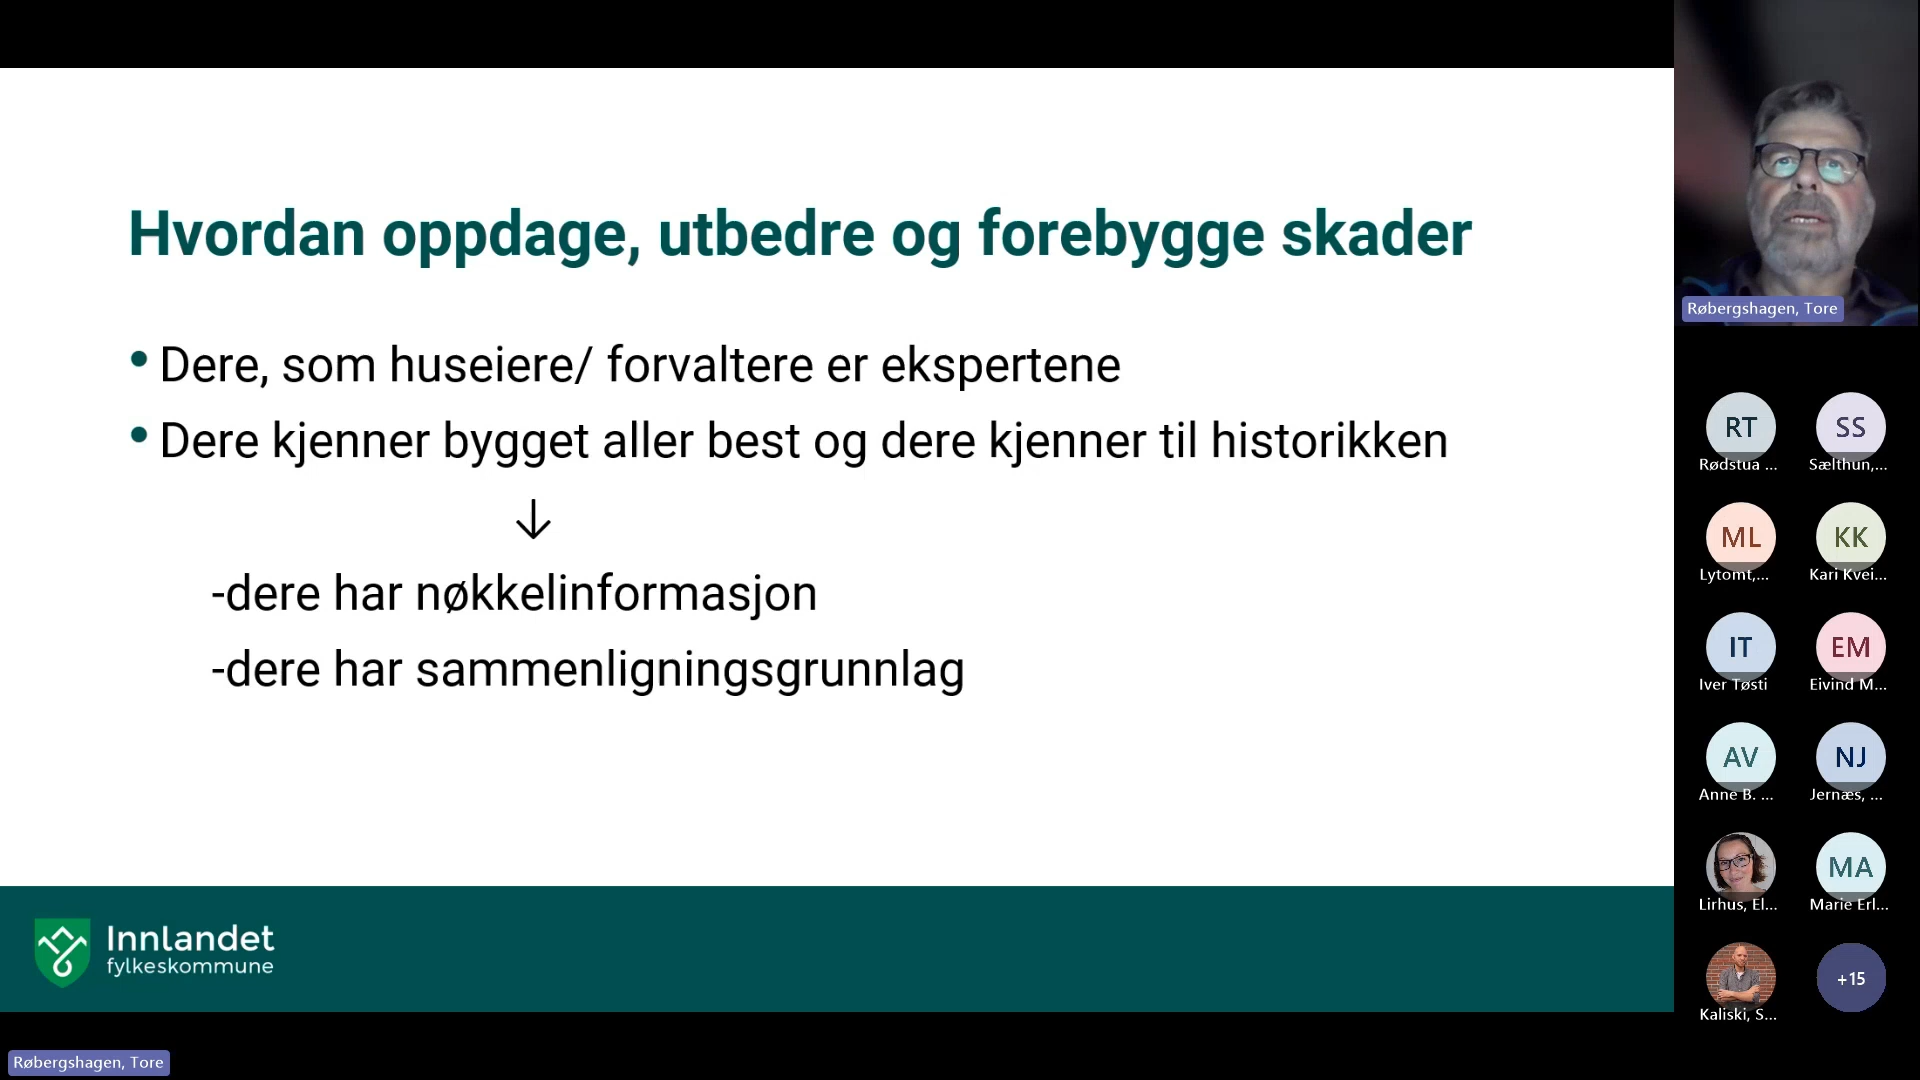 Hvordan oppdage, utbedre og forebygge skader
• Dere, som huseiere/ forvaltere er ekspertene
• Dere kjenner bygget aller best og dere kjenner til historikken
↓
-dere har nøkkelinformasjon
-dere har sammenligningsgrunnlag
Innlandet
fylkeskommune
Røbergshagen, Tore
Røbergshagen, Tore
RT
Rødstua ...
SS
Sælthun,...
ML
Lytomt,...
KK
Kari Kvei...
IT
Iver Tøsti
EM
Eivind M...
AV
Anne B. ...
NJ
Jernæs, ...
Lirhus, El...
MA
Marie Erl...
Kaliski, S...
+15